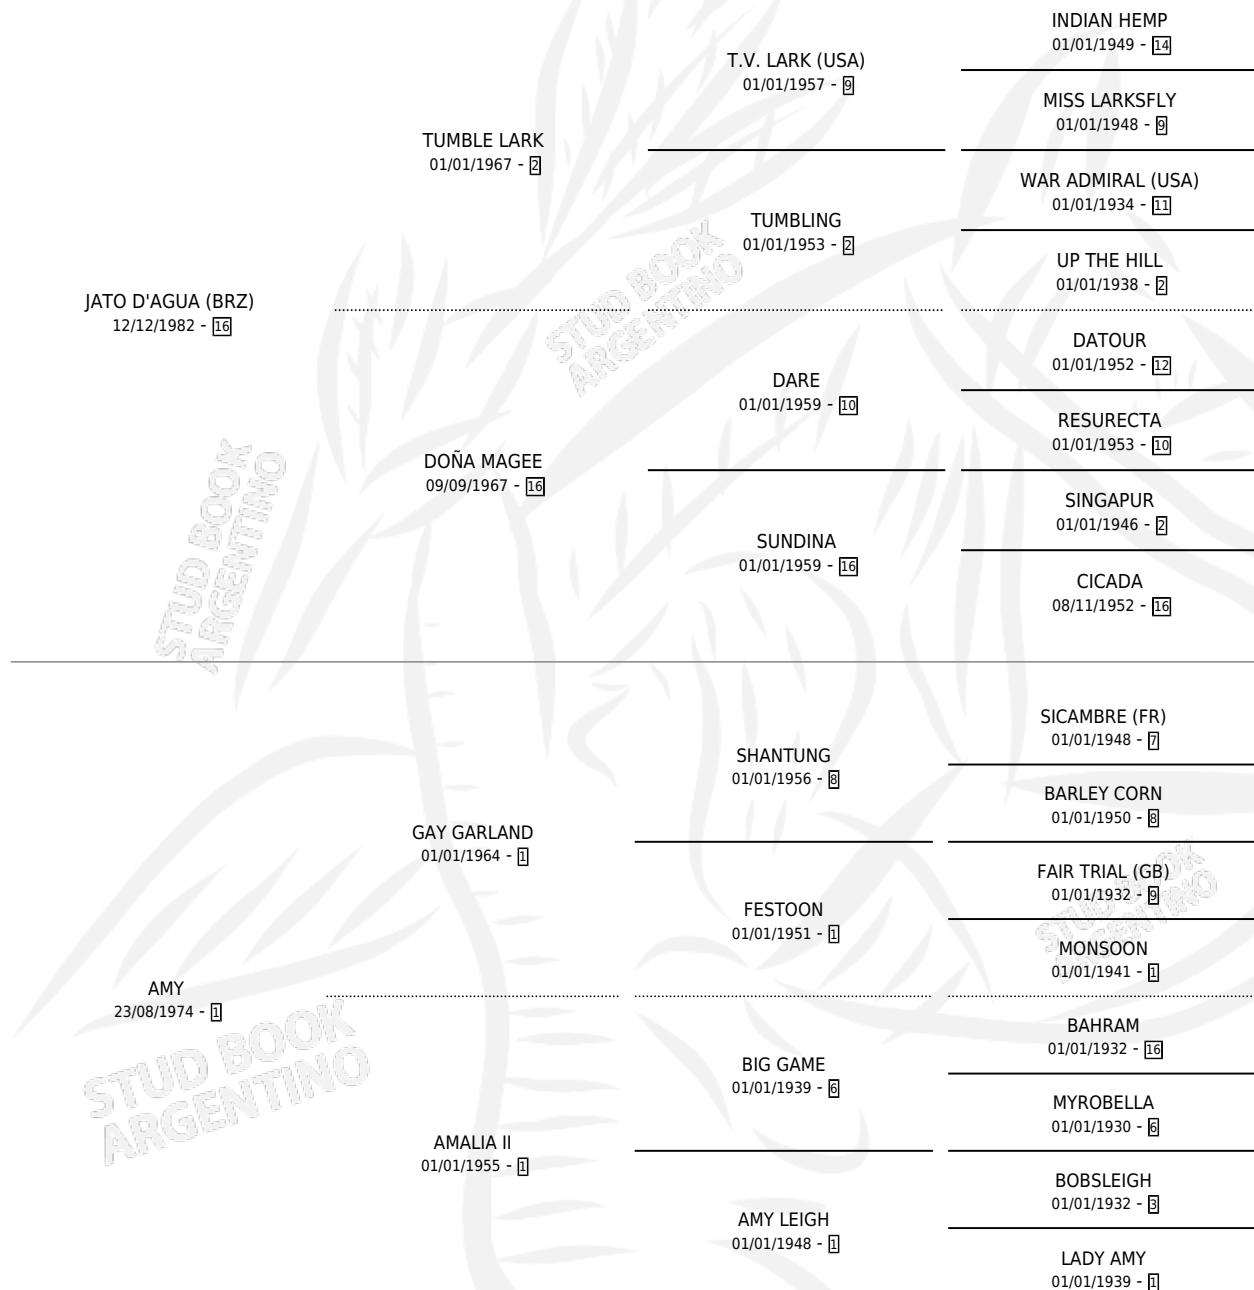 INDIAN HEMP
01/01/1949 - 14
T.V. LARK (USA)
01/01/1957 - 9
MISS LARKSFLY
01/01/1948 - 9
TUMBLE LARK
01/01/1967 - 2
WAR ADMIRAL (USA)
01/01/1934 - 11
TUMBLING
01/01/1953 - 2
UP THE HILL
01/01/1938 - 2
JATO D'AGUA (BRZ)
12/12/1982 - 16
DATOUR
01/01/1952 - 12
DARE
01/01/1959 - 10
RESURECTA
01/01/1953 - 10
DOÑA MAGEE
09/09/1967 - 16
SINGAPUR
01/01/1946 - 2
SUNDINA
01/01/1959 - 16
CICADA
08/11/1952 - 16
SICAMBRE (FR)
01/01/1948 - 7
SHANTUNG
01/01/1956 - 8
BARLEY CORN
01/01/1950 - 8
GAY GARLAND
01/01/1964 - 1
FAIR TRIAL (GB)
01/01/1932 - 9
FESTOON
01/01/1951 - 1
MONSOON
01/01/1941 - 1
AMY
23/08/1974 - 1
BAHRAM
01/01/1932 - 16
BIG GAME
01/01/1939 - 6
MYROBELLA
01/01/1930 - 6
AMALIA II
01/01/1955 - 1
BOBSLEIGH
01/01/1932 - 3
AMY LEIGH
01/01/1948 - 1
LADY AMY
01/01/1939 - 1
STUD BOOK
ARGENTINO
STUD BOOK
ARGENTINO
STUD BOOK
ARGENTINO
STUD BOOK
ARGENTINO